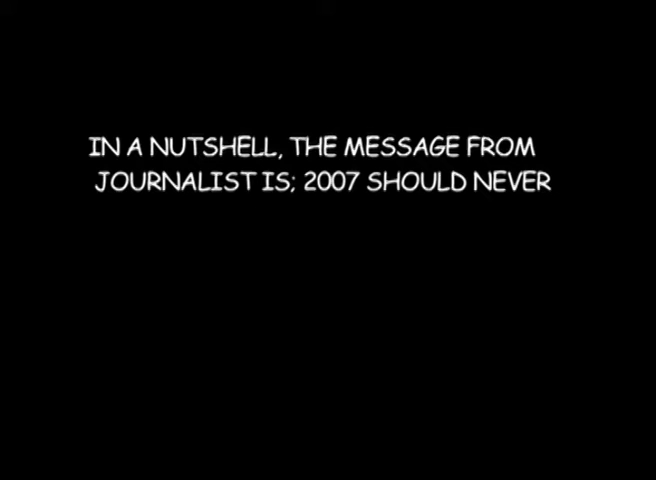 IN A NUTSHELL, THE MESSAGE FROM
JOURNALIST IS; 2007 SHOULD NEVER